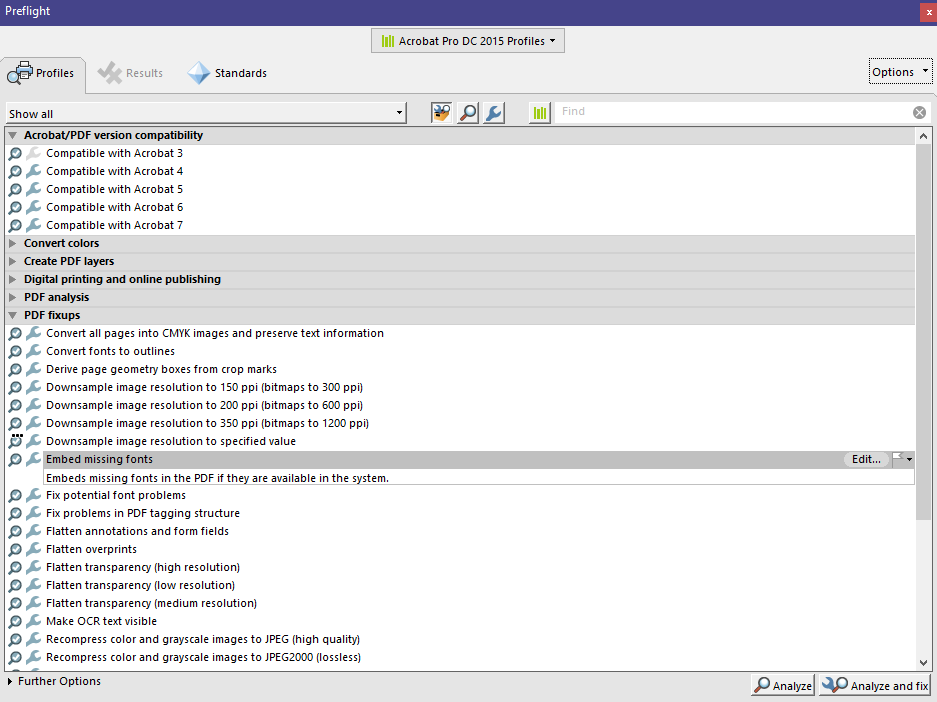 Preflight
Acrobat Pro DC 2015 Profiles
Profiles
Results
Standards
Options
Show all
Find
Acrobat/PDF version compatibility
Compatible with Acrobat 3
Compatible with Acrobat 4
Compatible with Acrobat 5
Compatible with Acrobat 6
Compatible with Acrobat 7
Convert colors
Create PDF layers
Digital printing and online publishing
PDF analysis
PDF fixups
Convert all pages into CMYK images and preserve text information
Convert fonts to outlines
Derive page geometry boxes from crop marks
Downsample image resolution to 150 ppi (bitmaps to 300 ppi)
Downsample image resolution to 200 ppi (bitmaps to 600 ppi)
Downsample image resolution to 350 ppi (bitmaps to 1200 ppi)
Downsample image resolution to specified value
Embed missing fonts Edit...
Embeds missing fonts in the PDF if they are available in the system.
Fix potential font problems
Fix problems in PDF tagging structure
Flatten annotations and form fields
Flatten overprints
Flatten transparency (high resolution)
Flatten transparency (low resolution)
Flatten transparency (medium resolution)
Make OCR text visible
Recompress color and grayscale images to JPEG (high quality)
Recompress color and grayscale images to JPEG2000 (lossless)
Further Options
Analyze
Analyze and fix